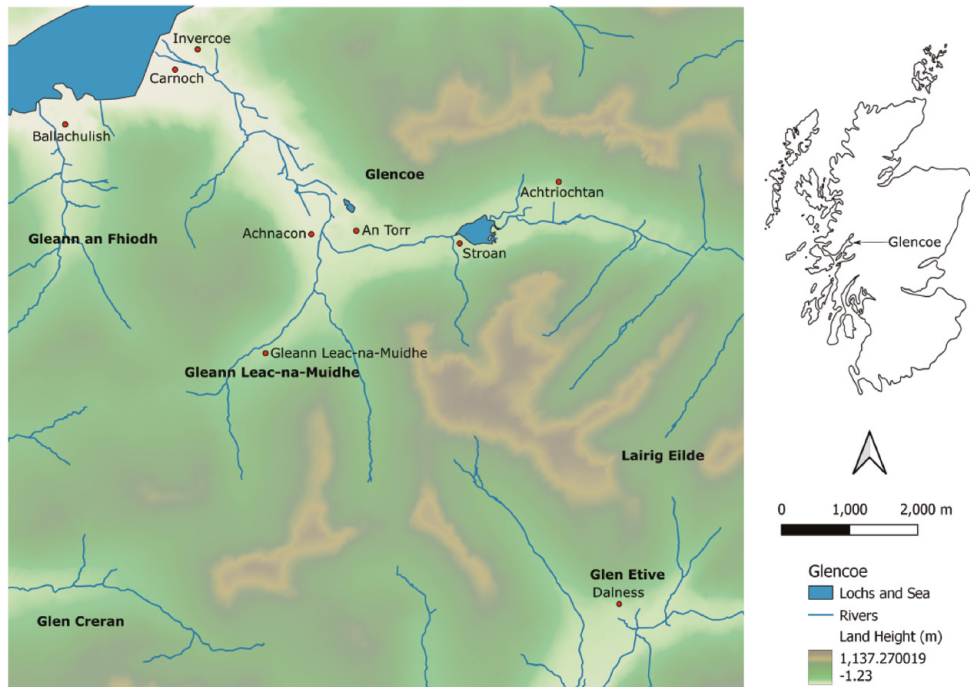 Invercoe
Carnoch
Ballachulish
Glencoe
Achtriochtan
Gleann an Fhiodh
Achnacon
An Torr
Stroan
Gleann Leac-na-Muidhe
Gleann Leac-na-Muidhe
Lairig Eilde
Glen Etive
Dalness
Glen Creran
Glencoe
0 1,000 2,000 m
Glencoe
Lochs and Sea
Rivers
Land Height (m)
1,137.270019
-1.23